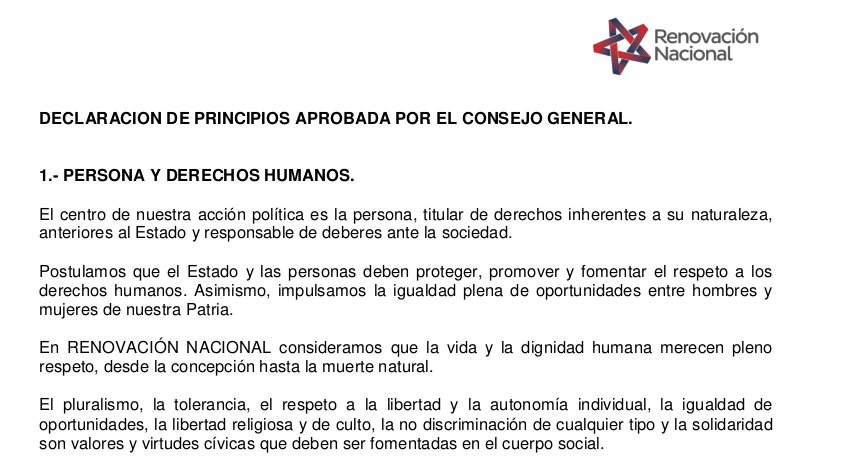 Renovación
Nacional
DECLARACION DE PRINCIPIOS APROBADA POR EL CONSEJO GENERAL.
1.- PERSONA Y DERECHOS HUMANOS.
El centro de nuestra acción política es la persona, titular de derechos inherentes a su naturaleza,
anteriores al Estado y responsable de deberes ante la sociedad.
Postulamos que el Estado y las personas deben proteger, promover y fomentar el respeto a los
derechos humanos. Asimismo, impulsamos la igualdad plena de oportunidades entre hombres y
mujeres de nuestra Patria.
En RENOVACIÓN NACIONAL consideramos que la vida y la dignidad humana merecen pleno
respeto, desde la concepción hasta la muerte natural.
El pluralismo, la tolerancia, el respeto a la libertad y la autonomía individual, la igualdad de
oportunidades, la libertad religiosa y de culto, la no discriminación de cualquier tipo y la solidaridad
son valores y virtudes cívicas que deben ser fomentadas en el cuerpo social.